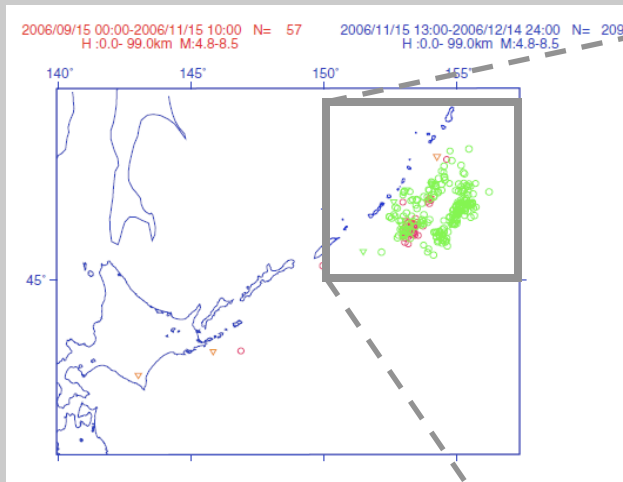 2006/09/15 00:00-2006/11/15 10:00 N= 57
H :0.0- 99.0km M:4.8-8.5
2006/11/15 13:00-2006/12/14 24:00 N= 209
H :0.0- 99.0km M:4.8-8.5
140° 145° 150° 155°
45°